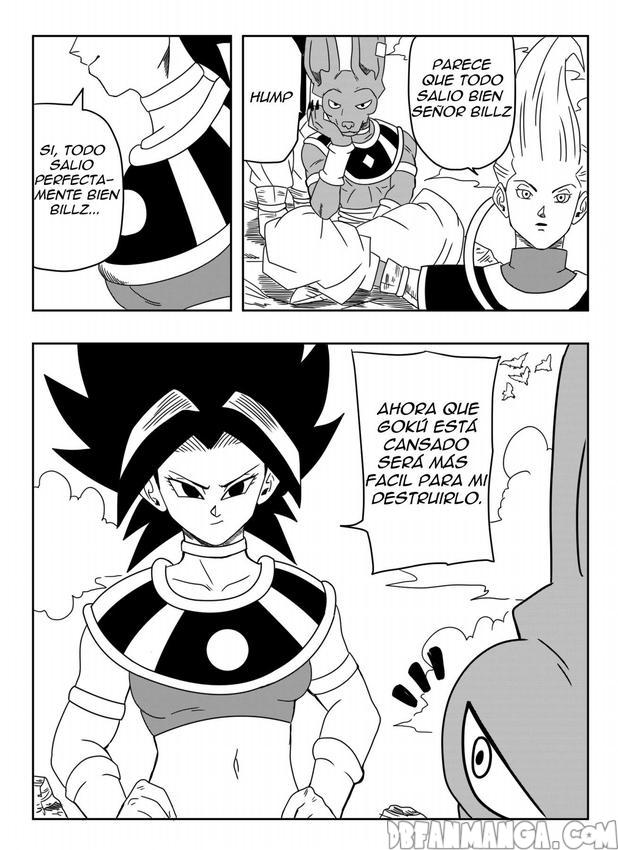 PARECE
QUE TODO
SALIO BIEN
SEÑOR BILLZ
HUMP
SI, TODO
SALIO
PERFECTA-
MENTE BIEN
BILLZ...
AHORA QUE
GOKÚ ESTÁ
CANSADO
SERÁ MÁS
FACIL PARA MI
DESTRUIRLO.
DBFANMANGA.COM